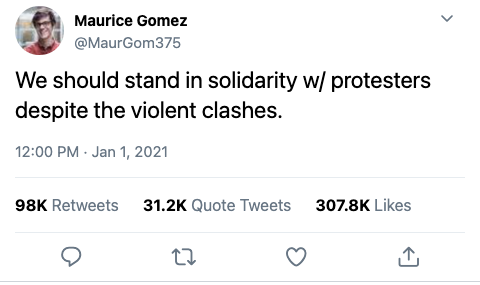 Maurice Gomez
@MaurGom375
We should stand in solidarity w/ protesters
despite the violent clashes.
12:00 PM · Jan 1, 2021
98K Retweets 31.2K Quote Tweets 307.8K Likes